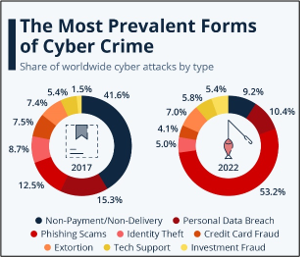 The Most Prevalent Forms
of Cyber Crime
Share of worldwide cyber attacks by type
5.4% 1.5%
7.4%
41.6%
7.5%
8.7%
2017
12.5%
15.3%
5.4%
5.8%
9.2%
7.0%
10.4%
4.1%
5.0%
2022
53.2%
Non-Payment/Non-Delivery Personal Data Breach
Phishing Scams Identity Theft Credit Card Fraud
Extortion Tech Support Investment Fraud